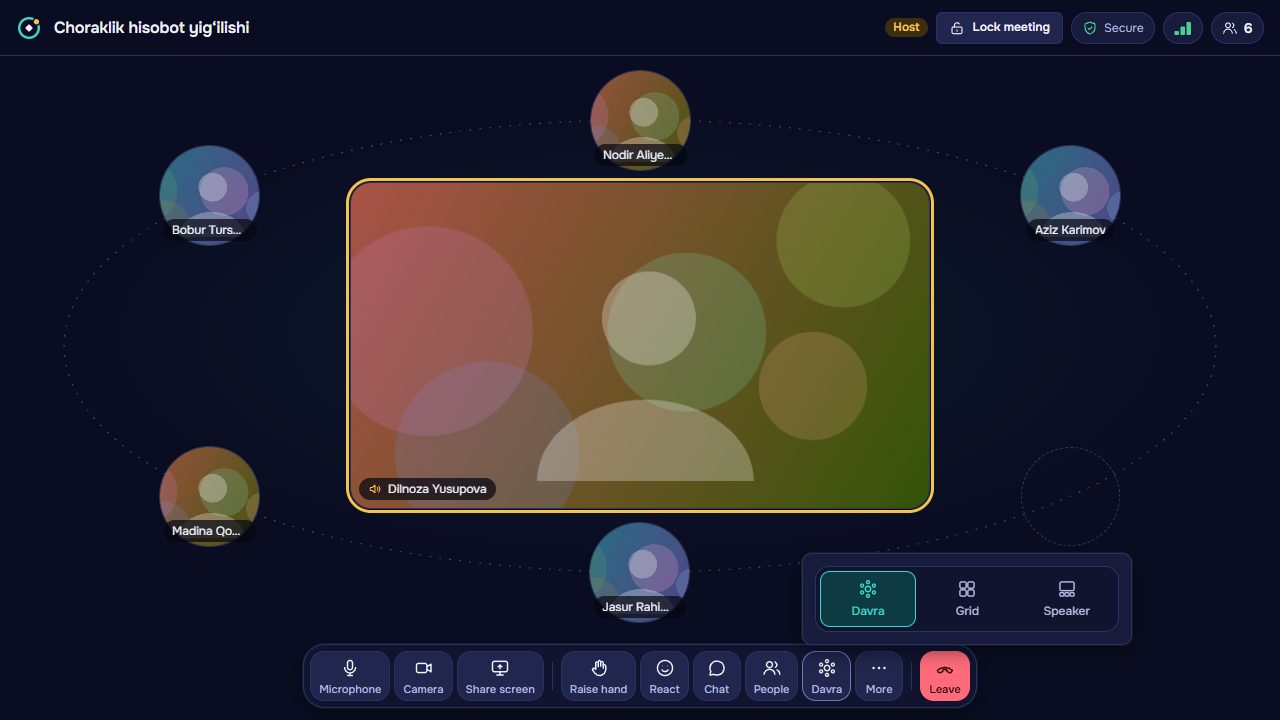 Choraklik hisobot yig‘ilishi
Host
Lock meeting
Secure
6
Nodir Aliye...
Bobur Turs...
Aziz Karimov
Dilnoza Yusupova
Madina Qo...
Jasur Rahi...
Davra
Grid
Speaker
Microphone
Camera
Share screen
Raise hand
React
Chat
People
Davra
More
Leave